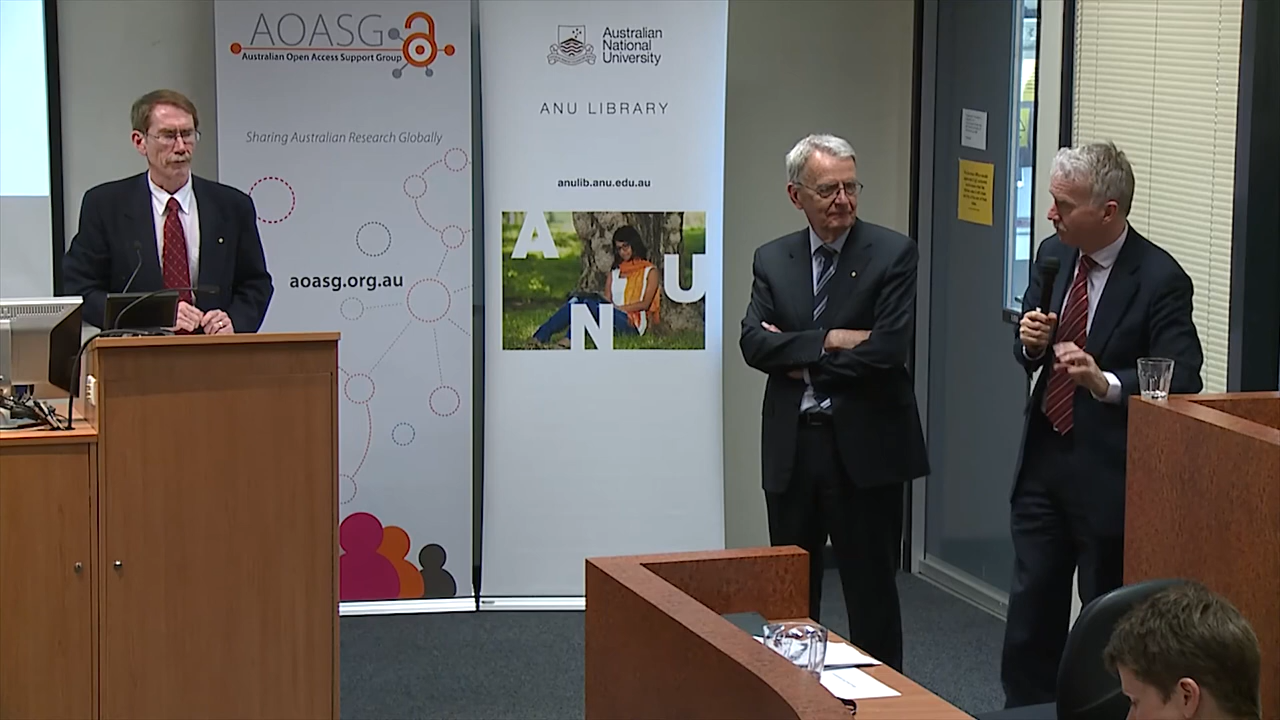 AOASG
Australian Open Access Support Group
Sharing Australian Research Globally
aoasg.org.au
Australian
National
University
ANU LIBRARY
anulib.anu.edu.au
A
N
U